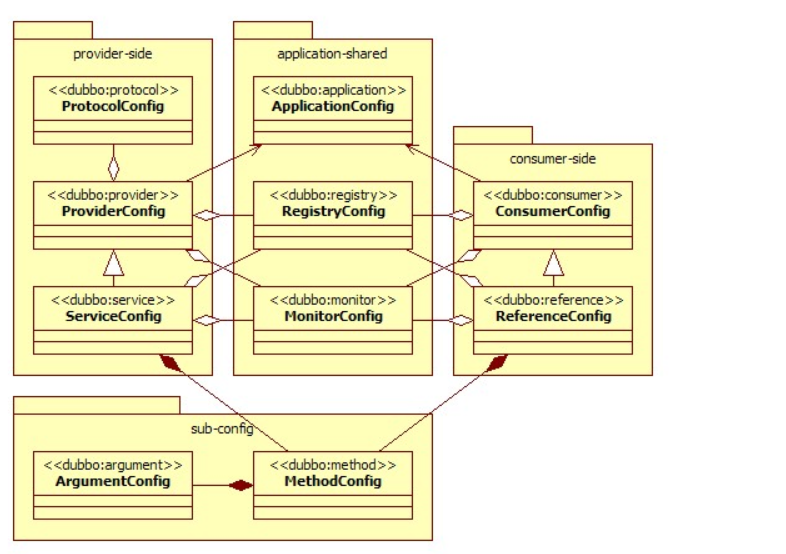 provider-side
<<dubbo:protocol>>
ProtocolConfig
<<dubbo:provider>>
ProviderConfig
<<dubbo:service>>
ServiceConfig
application-shared
<<dubbo:application>>
ApplicationConfig
<<dubbo:registry>>
RegistryConfig
<<dubbo:monitor>>
MonitorConfig
consumer-side
<<dubbo:consumer>>
ConsumerConfig
<<dubbo:reference>>
ReferenceConfig
sub-config
<<dubbo:argument>>
ArgumentConfig
<<dubbo:method>>
MethodConfig